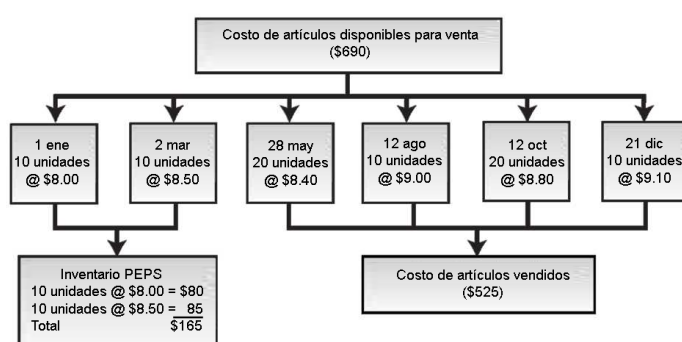 Costo de artículos disponibles para venta
($690)
1 ene
10 unidades
@ $8.00
2 mar
10 unidades
@ $8.50
28 may
20 unidades
@ $8.40
12 ago
10 unidades
@ $9.00
12 oct
20 unidades
@ $8.80
21 dic
10 unidades
@ $9.10
Inventario PEPS
10 unidades @ $8.00 = $80
10 unidades @ $8.50 = 85
Total $165
Costo de artículos vendidos
($525)